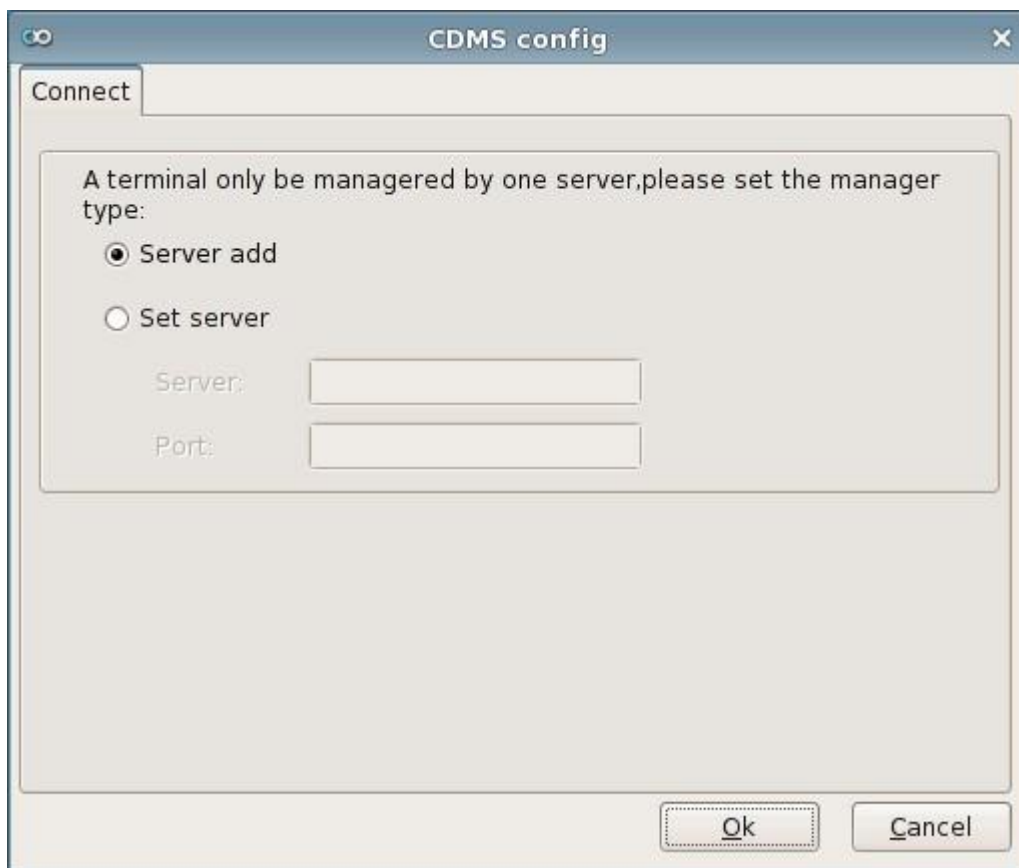 CDMS config
Connect
A terminal only be managered by one server,please set the manager
type:
Server add
Set server
Server:
Port:
Ok
Cancel